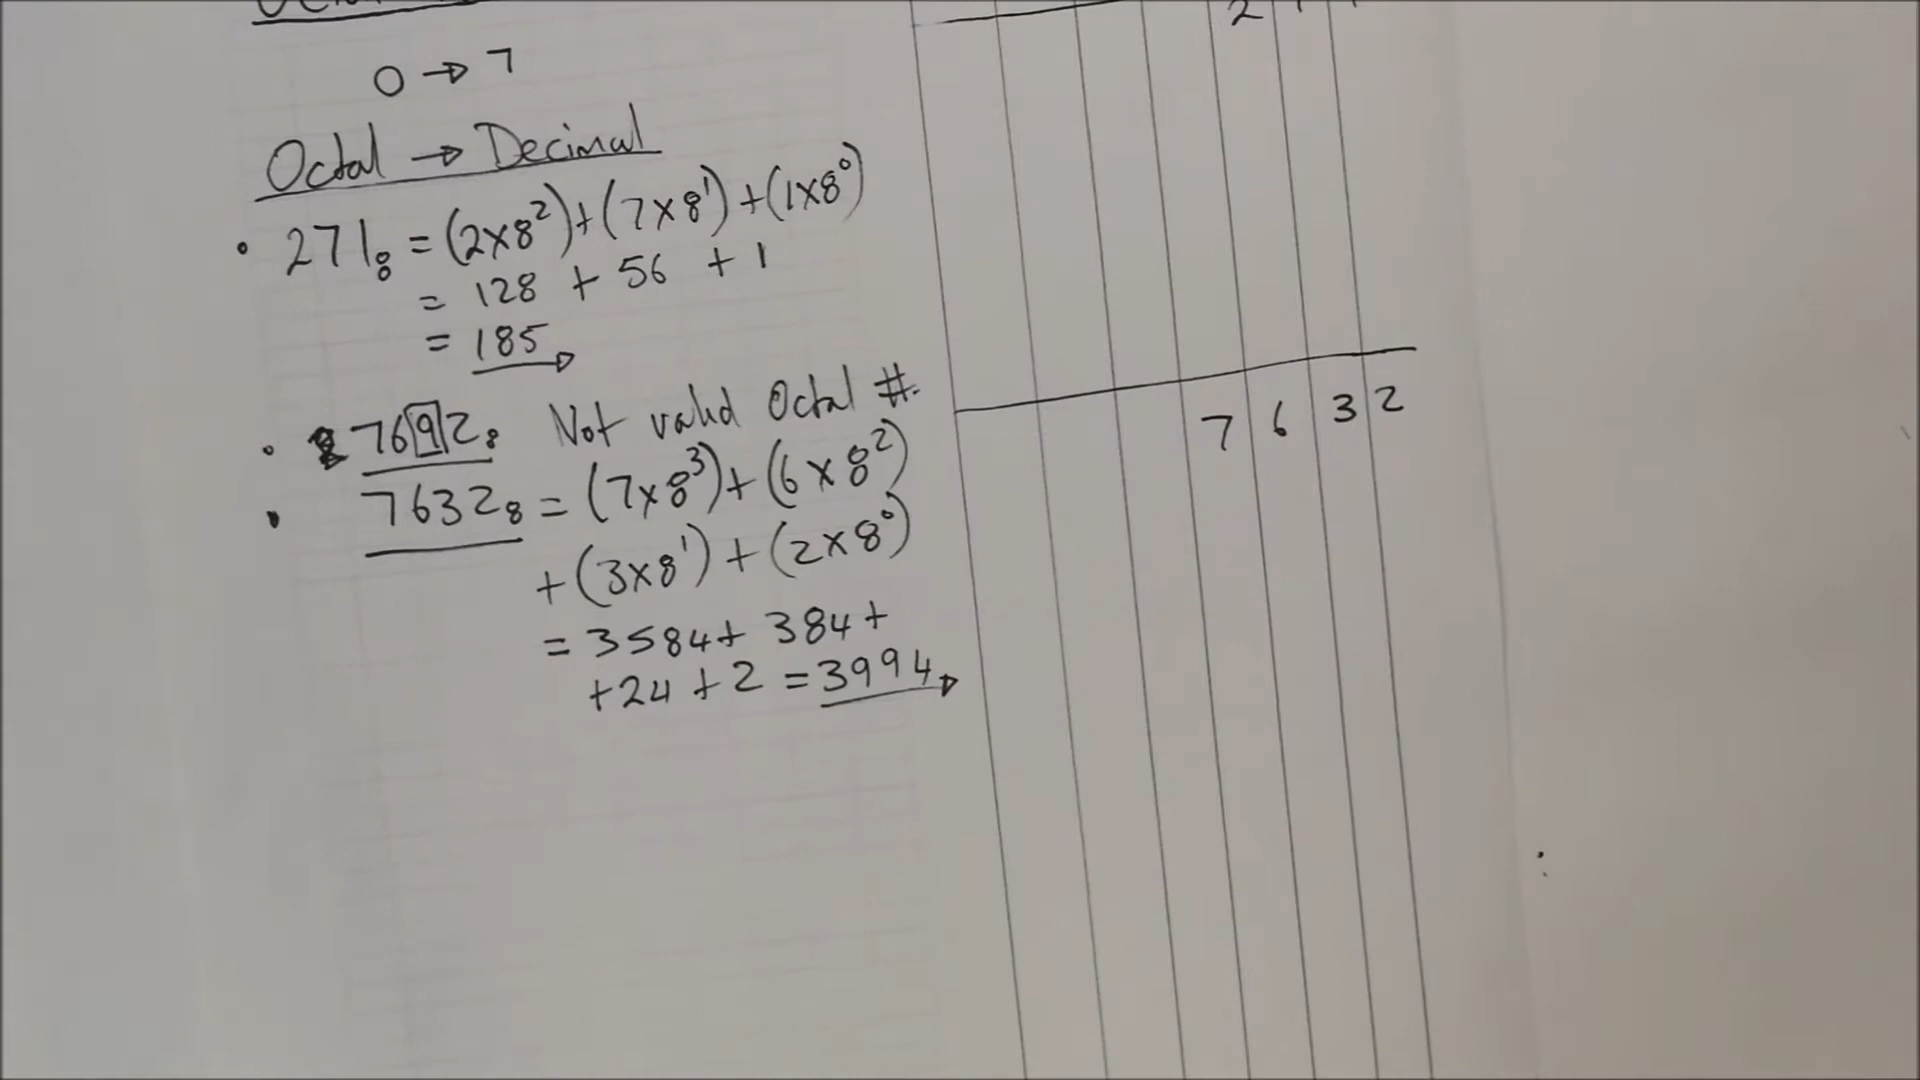 0 → 7
Octal → Decimal
• 271₈ = (2×8²)+(7×8¹)+(1×8⁰)
= 128 + 56 + 1
= 185
• 7692₈ Not valid Octal #.
• 7632₈ = (7×8³)+(6×8²)
+(3×8¹)+(2×8⁰)
= 3584+ 384+
+24 +2 = 3994
2
7 6 3 2